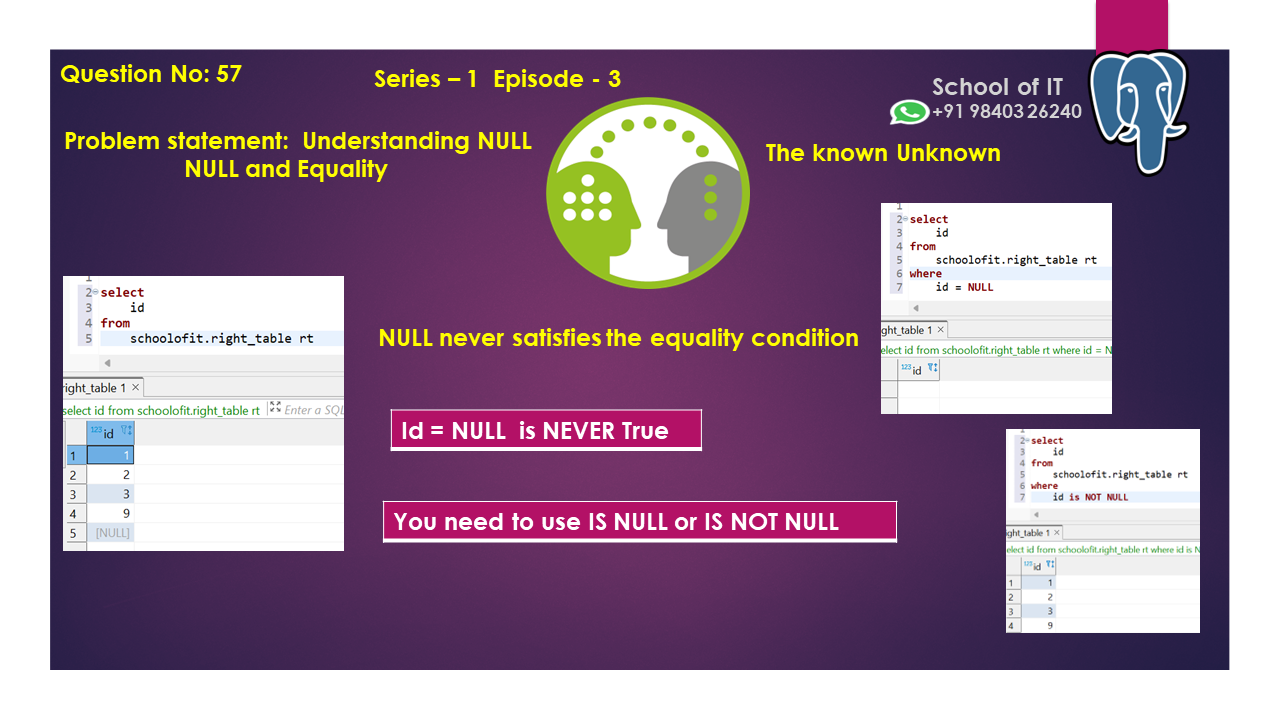 Question No: 57
Series – 1 Episode - 3
School of IT
+91 98403 26240
Problem statement: Understanding NULL
NULL and Equality
The known Unknown
1
2 select
3 id
4 from
5 schoolofit.right_table rt
6 where
7 id = NULL
ght_table 1 ×
elect id from schoolofit.right_table rt where id = N
123 id
1
2 select
3 id
4 from
5 schoolofit.right_table rt
right_table 1 ×
select id from schoolofit.right_table rt Enter a SQL
123 id
1 1
2 2
3 3
4 9
5 [NULL]
NULL never satisfies the equality condition
Id = NULL is NEVER True
You need to use IS NULL or IS NOT NULL
2 select
3 id
4 from
5 schoolofit.right_table rt
6 where
7 id is NOT NULL
ght_table 1 ×
elect id from schoolofit.right_table rt where id is N
123 id
1 1
2 2
3 3
4 9